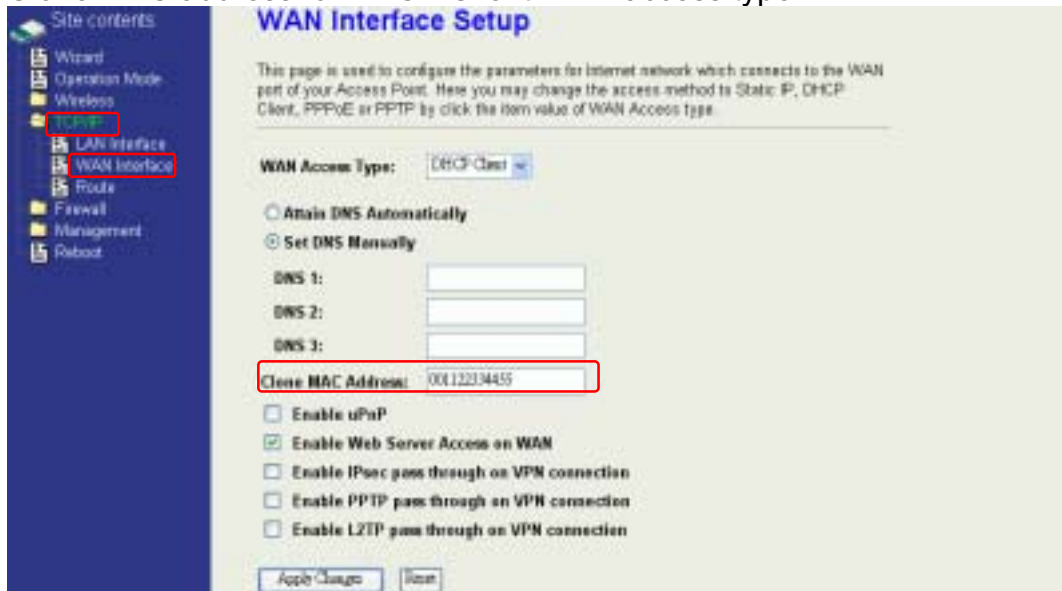 Site contents
Wizard
Operation Mode
Wireless
TCP/IP
LAN Interface
WAN Interface
Route
Firewall
Management
Reboot
WAN Interface Setup
This page is used to configure the parameters for Internet network which connects to the WAN
port of your Access Point. Here you may change the access method to Static IP, DHCP
Client, PPPoE or PPTP by click the item value of WAN Access type.
WAN Access Type: DHCP Client
Attain DNS Automatically
Set DNS Manually
DNS 1:
DNS 2:
DNS 3:
Clone MAC Address: 001122334455
Enable uPnP
Enable Web Server Access on WAN
Enable IPsec pass through on VPN connection
Enable PPTP pass through on VPN connection
Enable L2TP pass through on VPN connection
Apply Changes Reset